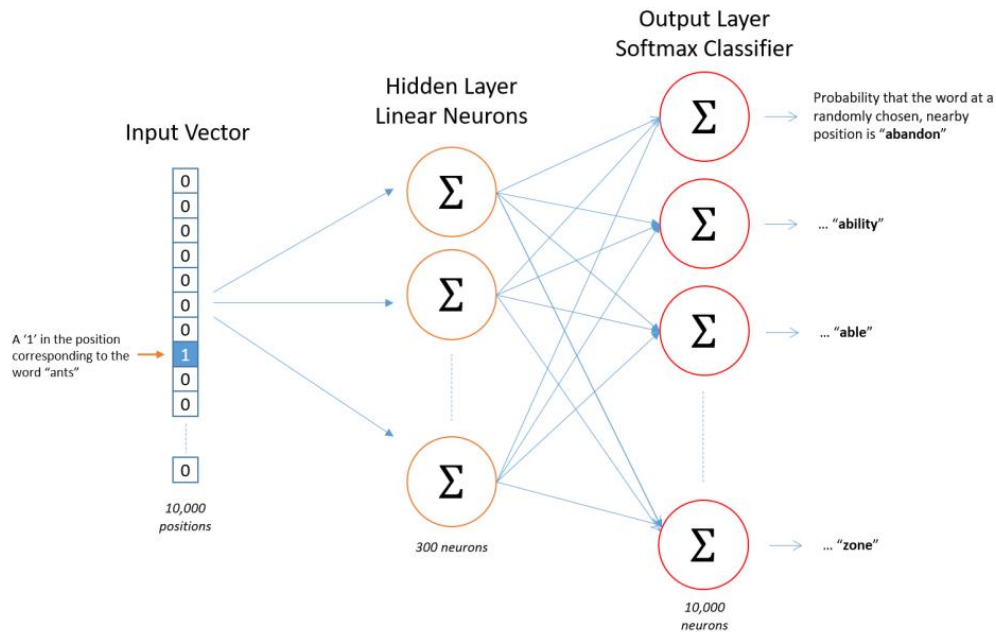 Output Layer
Softmax Classifier
Hidden Layer
Linear Neurons
Input Vector
0
0
0
0
0
0
0
1
0
0
0
A ‘1’ in the position
corresponding to the
word “ants”
10,000
positions
Σ
Σ
Σ
300 neurons
Σ
Σ
Σ
Σ
10,000
neurons
Probability that the word at a
randomly chosen, nearby
position is “abandon”
... “ability”
... “able”
... “zone”